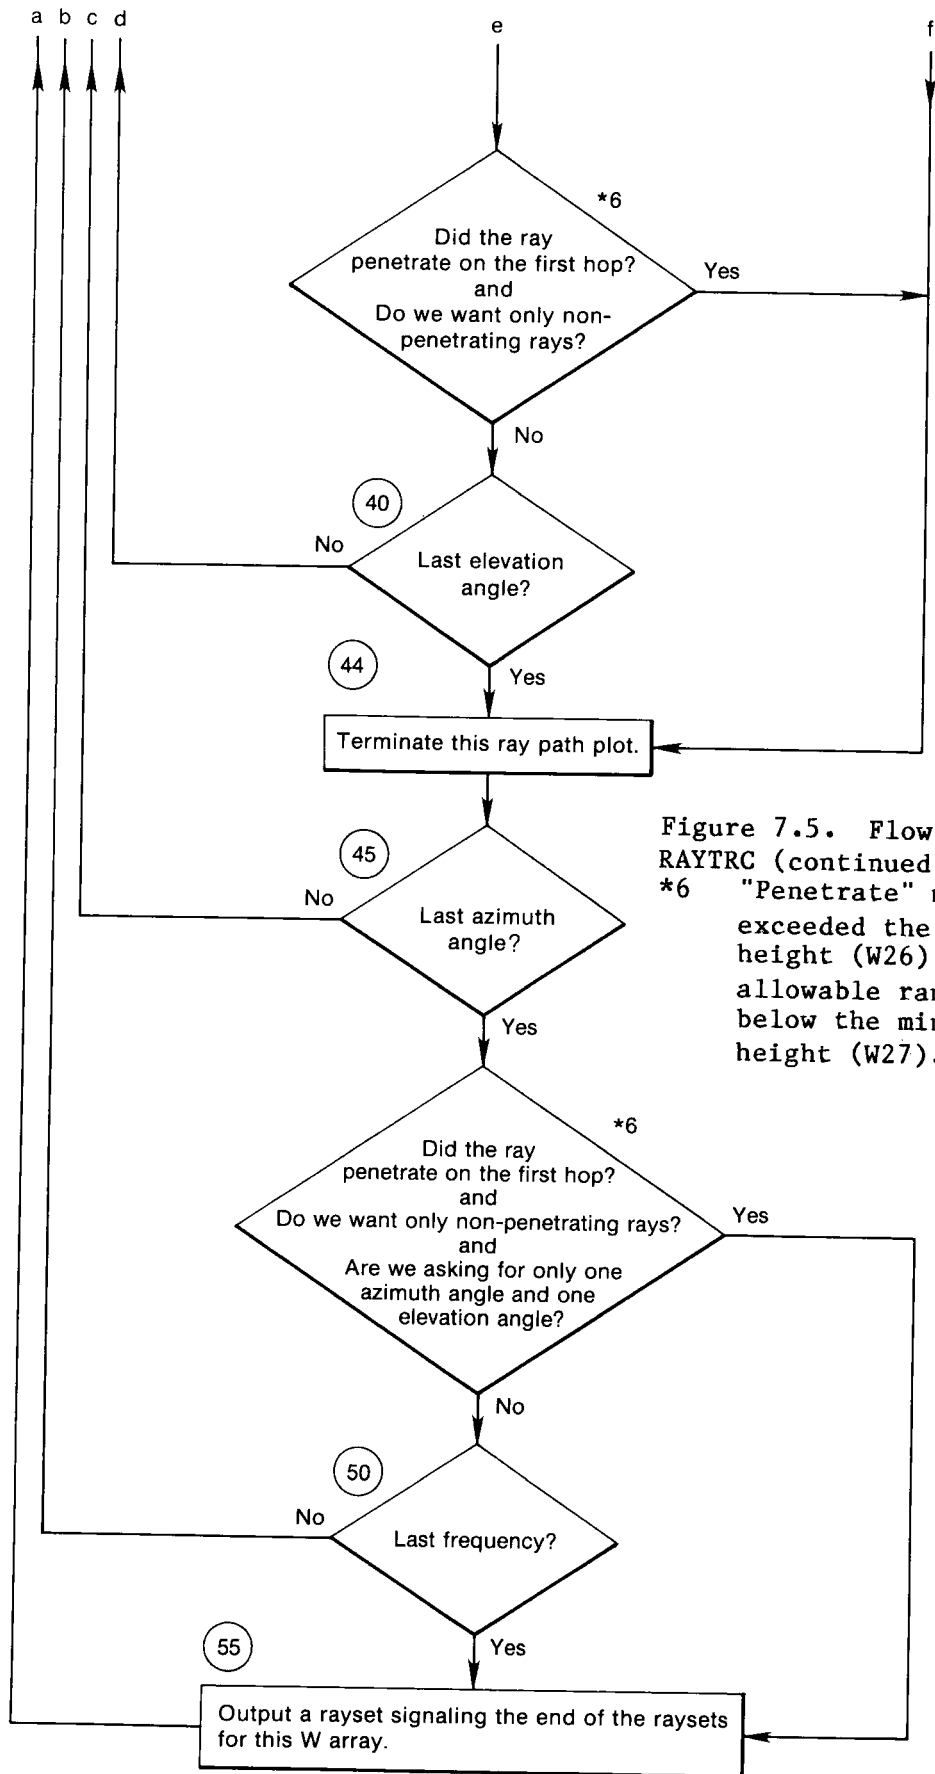 a b c d
e
f
*6
Did the ray
penetrate on the first hop?
and
Do we want only non-
penetrating rays?
Yes
No
40
No
Last elevation
angle?
44
Yes
Terminate this ray path plot.
45
No
Last azimuth
angle?
Yes
Figure 7.5. Flow
RAYTRC (continued
*6 "Penetrate"
exceeded the
height (W26)
allowable
below the
height (W27).
*6
Did the ray
penetrate on the first hop?
and
Do we want only non-penetrating rays?
and
Are we asking for only one
azimuth angle and one
elevation angle?
Yes
No
50
No
Last frequency?
55
Yes
Output a rayset signaling the end of the raysets
for this W array.